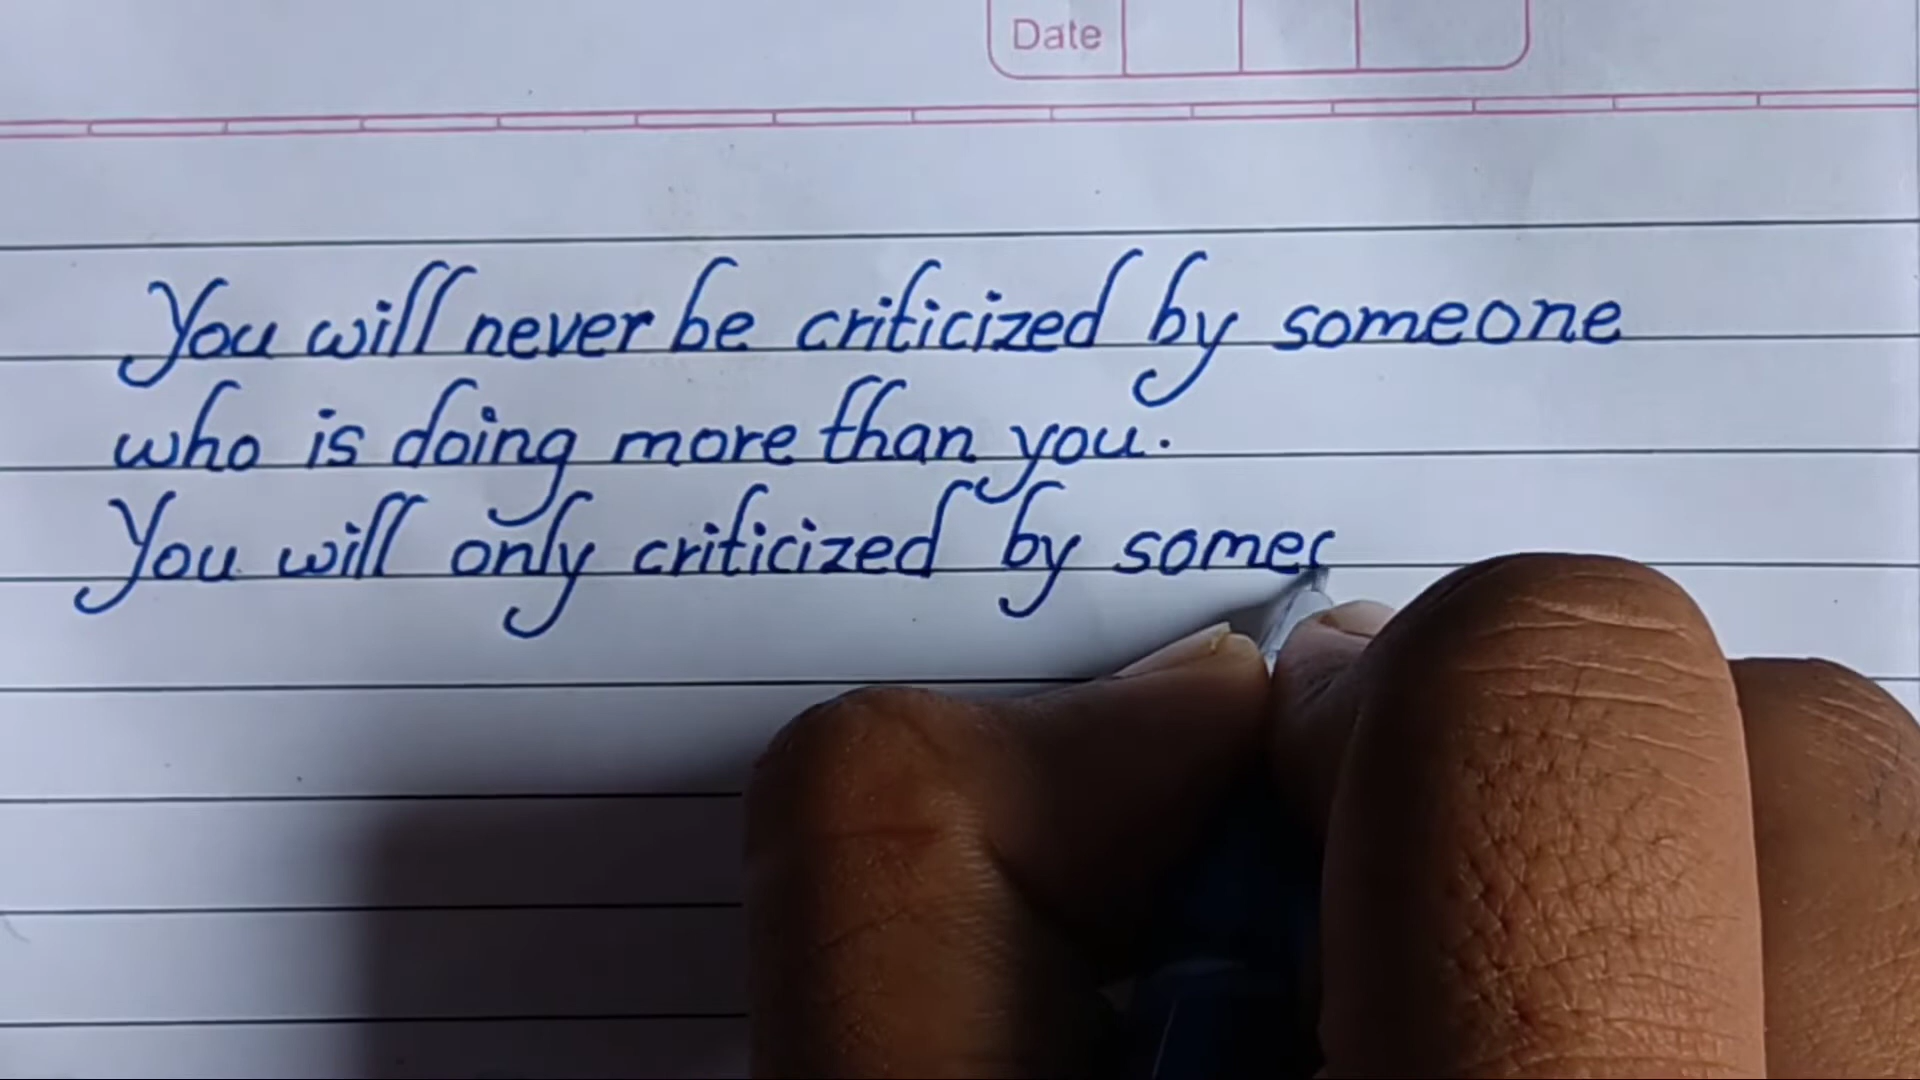 Date
You will never be criticized by someone
who is doing more than you.
You will only criticized by some